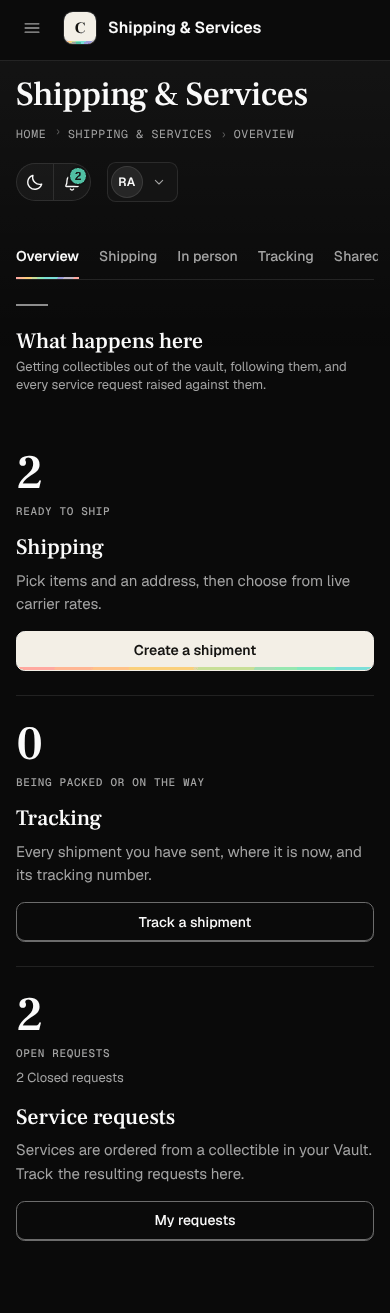 C Shipping & Services
Shipping & Services
HOME › SHIPPING & SERVICES › OVERVIEW
2
RA
Overview Shipping In person Tracking Shared
What happens here
Getting collectibles out of the vault, following them, and
every service request raised against them.
2
READY TO SHIP
Shipping
Pick items and an address, then choose from live
carrier rates.
Create a shipment
0
BEING PACKED OR ON THE WAY
Tracking
Every shipment you have sent, where it is now, and
its tracking number.
Track a shipment
2
OPEN REQUESTS
2 Closed requests
Service requests
Services are ordered from a collectible in your Vault.
Track the resulting requests here.
My requests